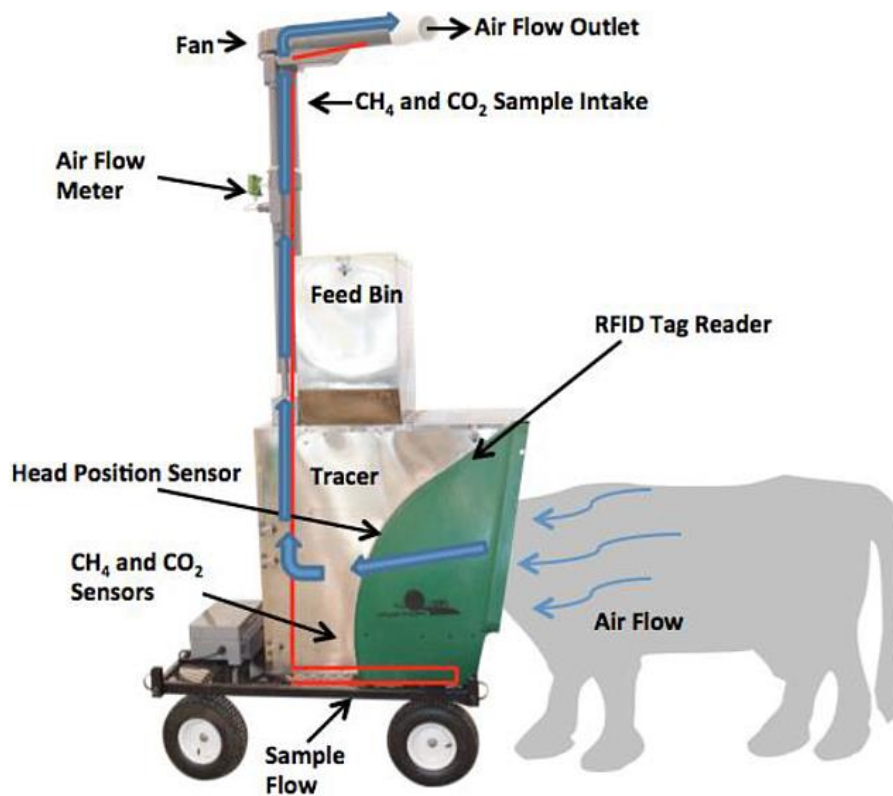 Air Flow Outlet
Fan
CH₄ and CO₂ Sample Intake
Air Flow
Meter
Feed Bin
RFID Tag Reader
Head Position Sensor
Tracer
CH₄ and CO₂
Sensors
Air Flow
Sample
Flow